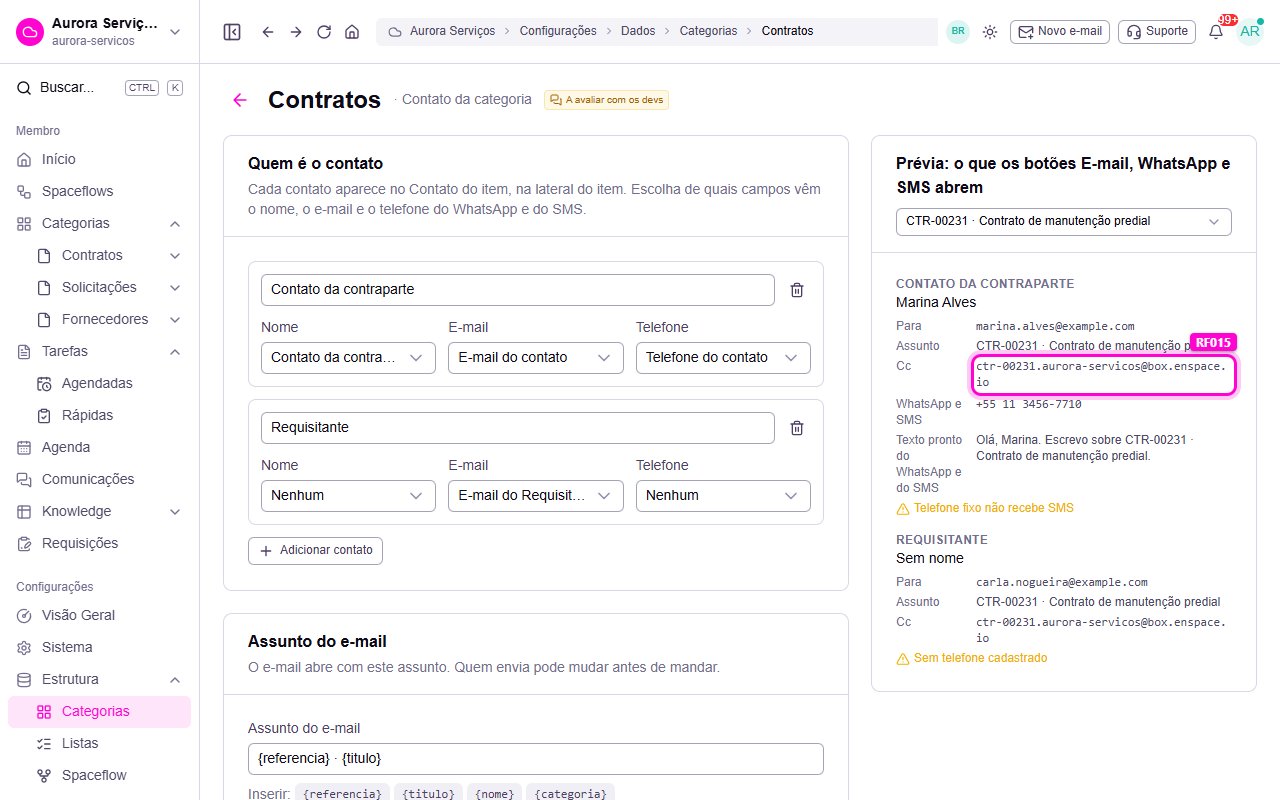 Aurora Serviç...
aurora-servicos
Aurora Serviços > Configurações > Dados > Categorias > Contratos
BR
Novo e-mail
Suporte
99+
AR
Buscar...
CTRL K
Membro
Início
Spaceflows
Categorias
Contratos
Solicitações
Fornecedores
Tarefas
Agendadas
Rápidas
Agenda
Comunicações
Knowledge
Requisições
Configurações
Visão Geral
Sistema
Estrutura
Categorias
Listas
Spaceflow
Contratos · Contato da categoria
A avaliar com os devs
Quem é o contato
Cada contato aparece no Contato do item, na lateral do item. Escolha de quais campos vêm
o nome, o e-mail e o telefone do WhatsApp e do SMS.
Contato da contraparte
Nome E-mail Telefone
Contato da contra... E-mail do contato Telefone do contato
Requisitante
Nome E-mail Telefone
Nenhum E-mail do Requisit... Nenhum
Adicionar contato
Assunto do e-mail
O e-mail abre com este assunto. Quem envia pode mudar antes de mandar.
Assunto do e-mail
{referencia} · {titulo}
Inserir: {referencia} {titulo} {nome} {categoria}
Prévia: o que os botões E-mail, WhatsApp e
SMS abrem
CTR-00231 · Contrato de manutenção predial
CONTATO DA CONTRAPARTE
Marina Alves
Para marina.alves@example.com
Assunto CTR-00231 · Contrato de manutenção p
RF015
Cc ctr-00231.aurora-servicos@box.enspace.
io
WhatsApp e +55 11 3456-7710
SMS
Texto pronto Olá, Marina. Escrevo sobre CTR-00231 ·
do Contrato de manutenção predial.
WhatsApp e
do SMS
Telefone fixo não recebe SMS
REQUISITANTE
Sem nome
Para carla.nogueira@example.com
Assunto CTR-00231 · Contrato de manutenção predial
Cc ctr-00231.aurora-servicos@box.enspace.
io
Sem telefone cadastrado